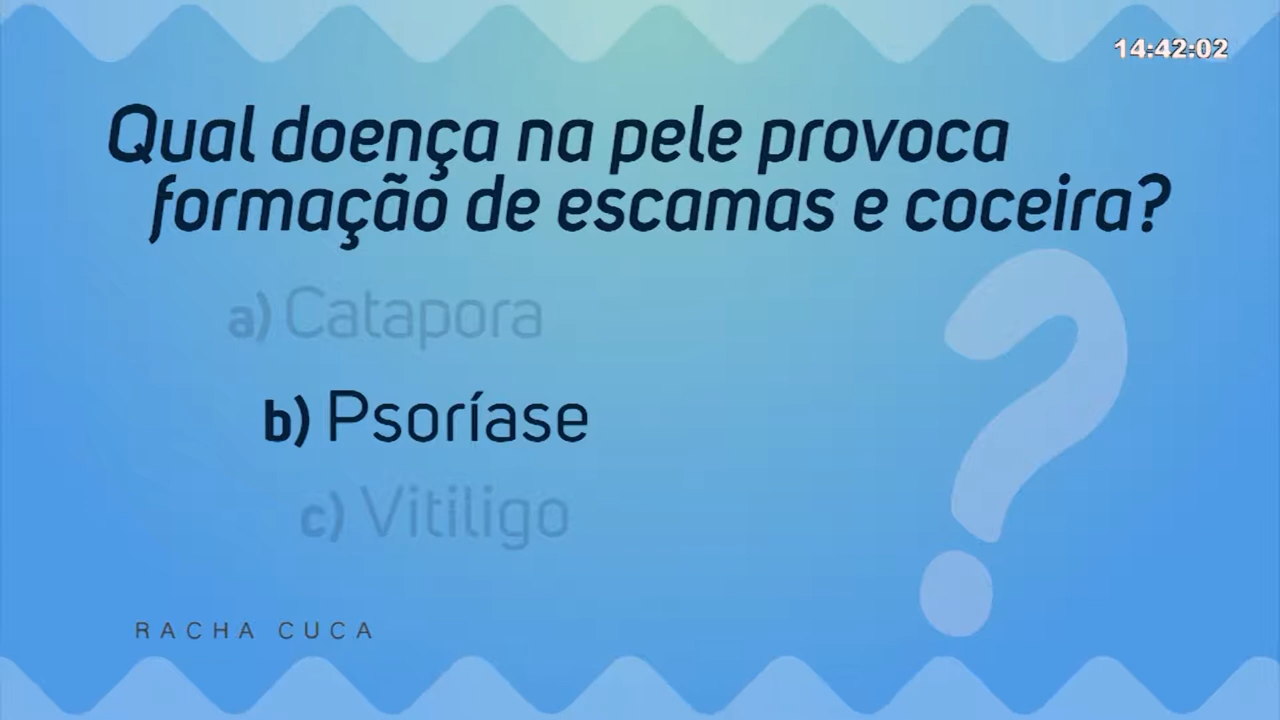 14:42:02
Qual doença na pele provoca
formação de escamas e coceira?
a) Catapora
b) Psoríase
c) Vitiligo
RACHA CUCA